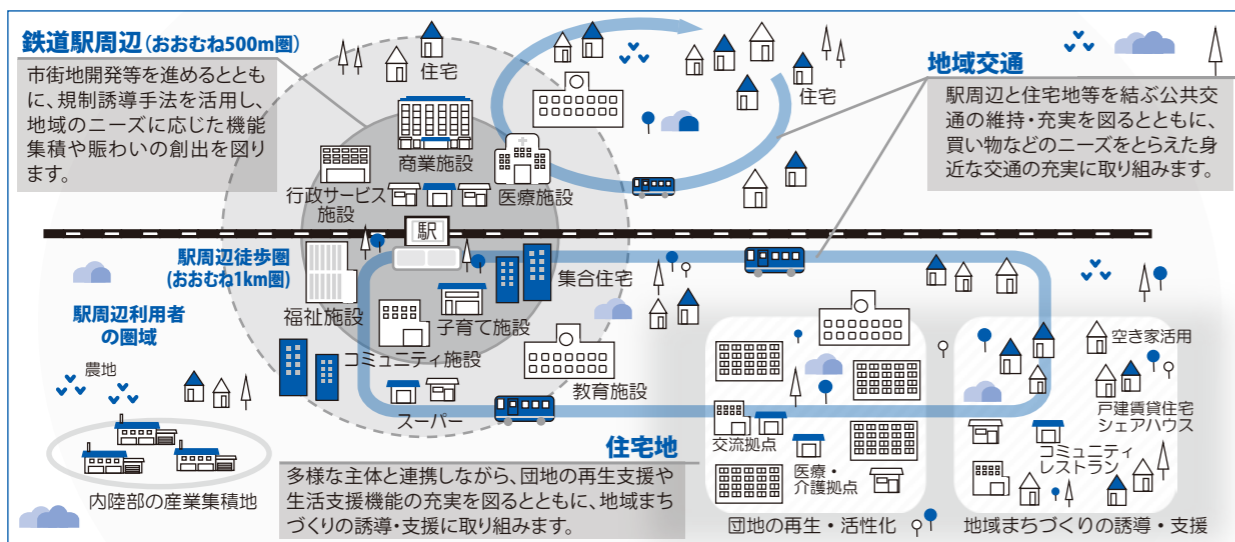 鉄道駅周辺(おおむね500m圏)
市街地開発等を進めるととも
に、規制誘導手法を活用し、
地域のニーズに応じた機能
集積や賑わいの創出を図り
ます。
住宅
住宅
地域交通
駅周辺と住宅地等を結ぶ公共交
通の維持・充実を図るとともに、
買い物などのニーズをとらえた身
近な交通の充実に取り組みます。
商業施設
行政サービス
施設
医療施設
駅
駅周辺徒歩圏
(おおむね1km圏)
集合住宅
福祉施設
子育て施設
コミュニティ施設
教育施設
スーパー
駅周辺利用者
の圏域
農地
内陸部の産業集積地
住宅地
多様な主体と連携しながら、団地の再生支援や
生活支援機能の充実を図るとともに、地域まち
づくりの誘導・支援に取り組みます。
交流拠点
医療・
介護拠点
団地の再生・活性化
空き家活用
戸建賃貸住宅
シェアハウス
コミュニティ
レストラン
地域まちづくりの誘導・支援